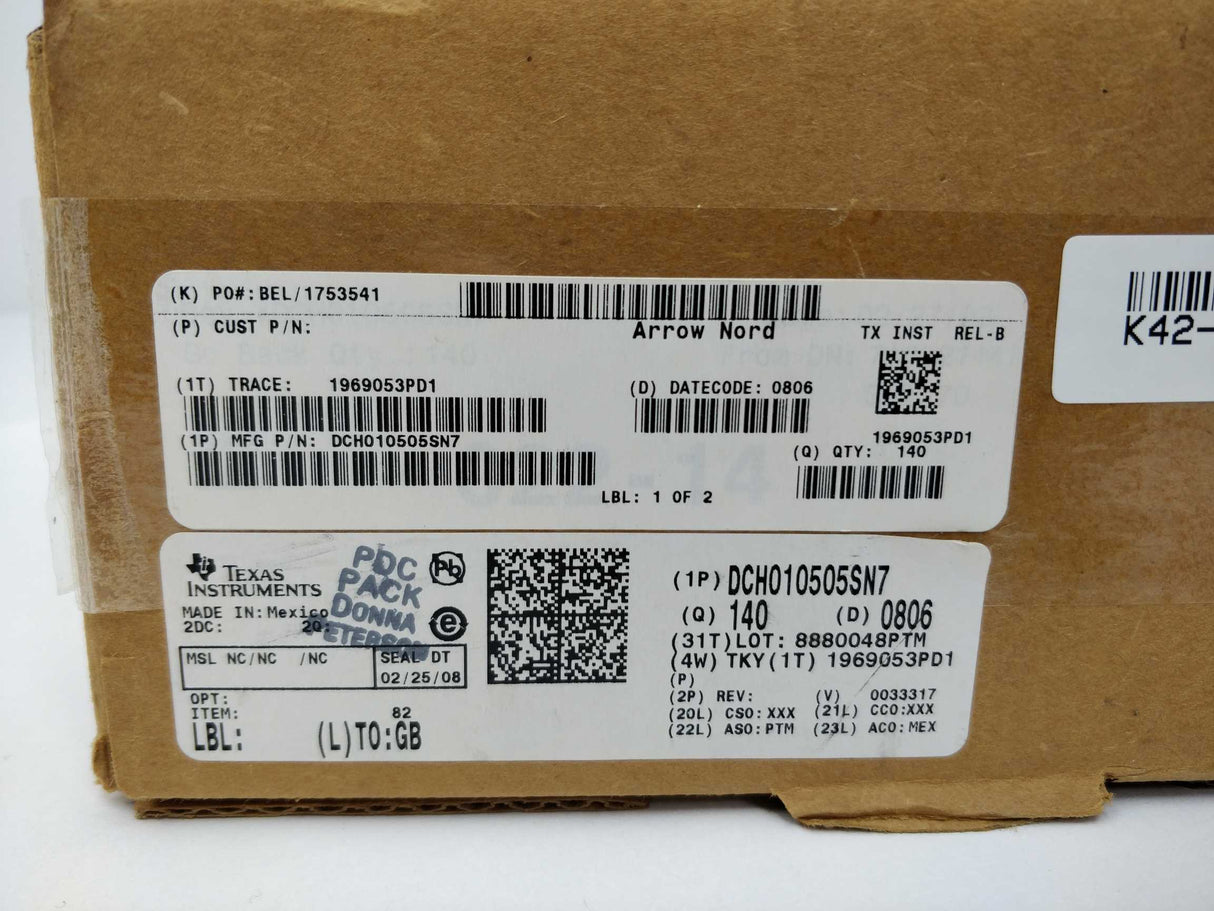 (K) PO#:BEL/1753541
(P) CUST P/N:
Arrow Nord
TX INST REL-B
(1T) TRACE: 1969053PD1
(D) DATECODE: 0806
(1P) MFG P/N: DCH010505SN7
1969053PD1
(Q) QTY: 140
LBL: 1 OF 2
K42-
TEXAS
INSTRUMENTS
MADE IN: Mexico
2DC: 2Q:
PDC
PACK
DONNA
Pb
e
MSL NC/NC /NC
SEAL DT
02/25/08
OPT:
ITEM: 82
LBL: (L)TO:GB
(1P) DCH010505SN7
(Q) 140 (D) 0806
(31T)LOT: 8880048PTM
(4W) TKY(1T) 1969053PD1
(P)
(2P) REV: (V) 0033317
(20L) CSO:XXX (21L) CCO:XXX
(22L) ASO:PTM (23L) ACO:MEX